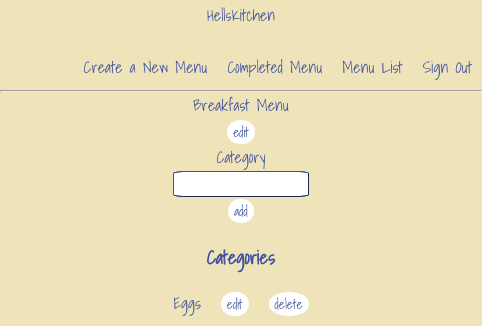 HellsKitchen
Create a New Menu Completed Menu Menu List Sign Out
Breakfast Menu
edit
Category
add
Categories
Eggs edit delete